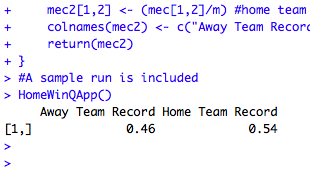 + mec2[1,2] <- (mec[1,2]/m) #home team
+ colnames(mec2) <- c("Away Team Recor
+ return(mec2)
+ }
> #A sample run is included
> HomeWinQApp()
Away Team Record Home Team Record
[1,] 0.46 0.54
>
>